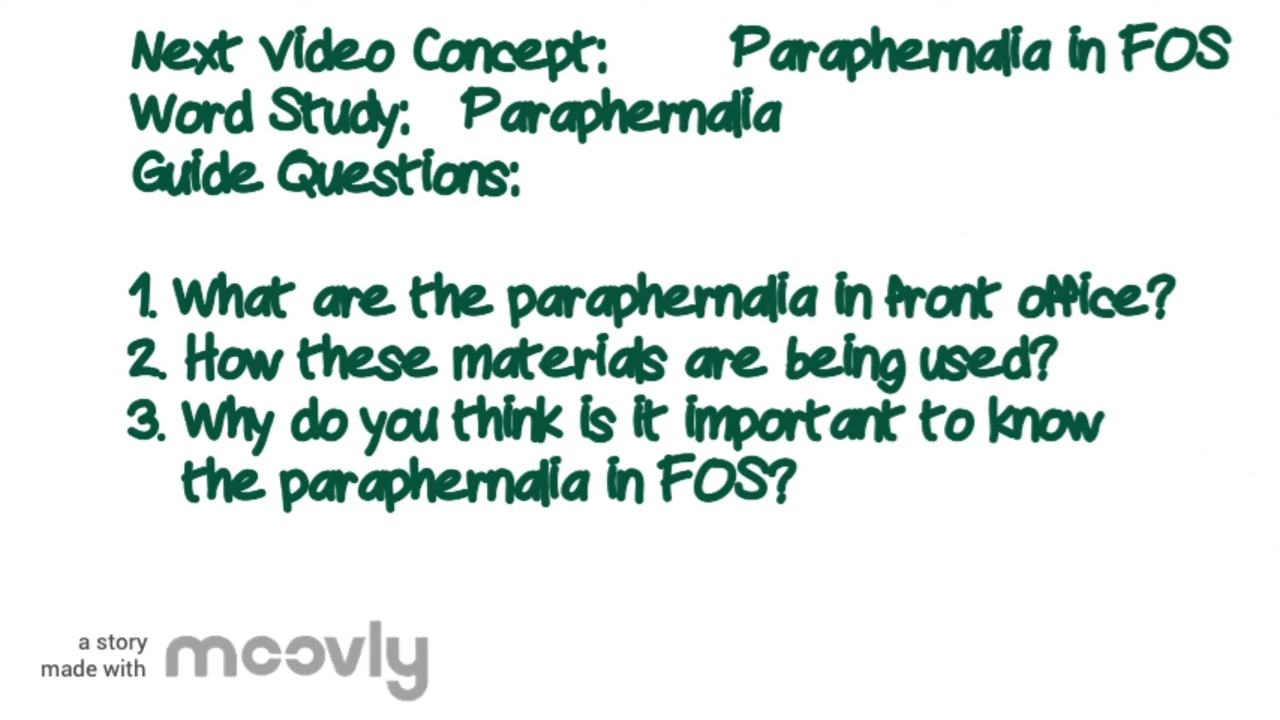 Next Video Concept: Paraphernalia in FOS
Word Study: Paraphernalia
Guide Questions:
1. What are the paraphernalia in front office?
2. How these materials are being used?
3. Why do you think is it important to know
the paraphernalia in FOS?
a story
made with moovly